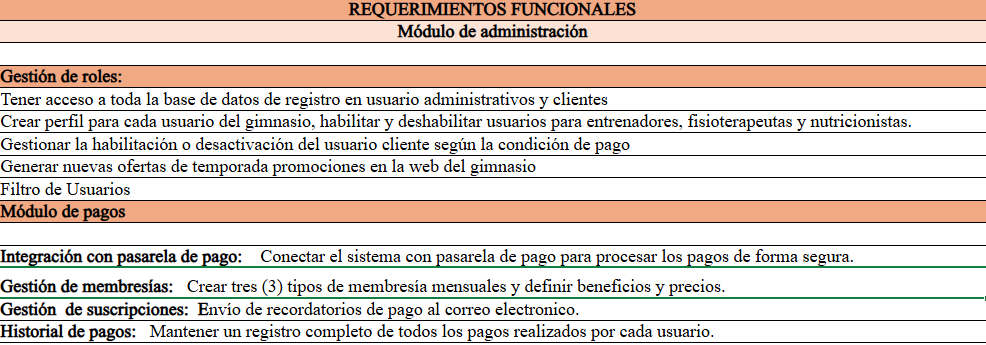 REQUERIMIENTOS FUNCIONALES
Módulo de administración
Gestión de roles:
Tener acceso a toda la base de datos de registro en usuario administrativos y clientes
Crear perfil para cada usuario del gimnasio, habilitar y deshabilitar usuarios para entrenadores, fisioterapeutas y nutricionistas.
Gestionar la habilitación o desactivación del usuario cliente según la condición de pago
Generar nuevas ofertas de temporada promociones en la web del gimnasio
Filtro de Usuarios
Módulo de pagos
Integración con pasarela de pago: Conectar el sistema con pasarela de pago para procesar los pagos de forma segura.
Gestión de membresías: Crear tres (3) tipos de membresía mensuales y definir beneficios y precios.
Gestión de suscripciones: Envío de recordatorios de pago al correo electronico.
Historial de pagos: Mantener un registro completo de todos los pagos realizados por cada usuario.